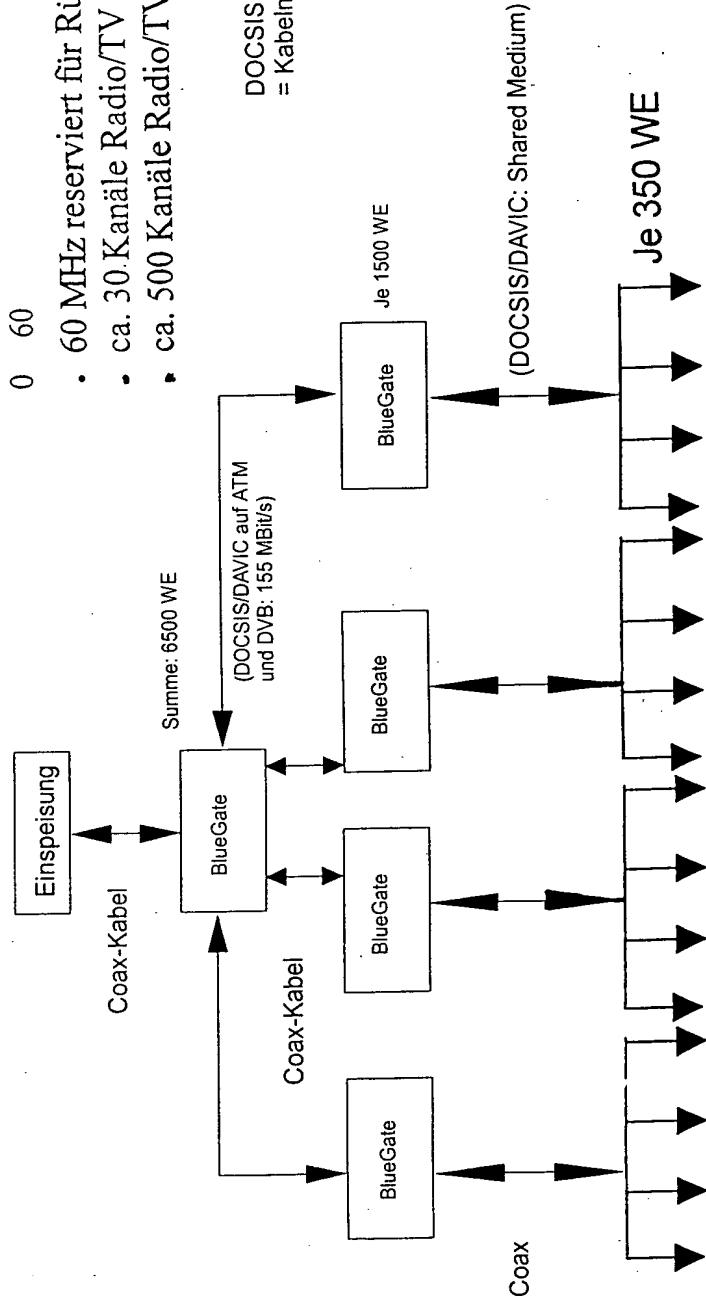 0 60
• 60 MHz reserviert für
• ca. 30 Kanäle Radio/TV
• ca. 500 Kanäle Radio/TV
DOCSIS
=
Einspeisung
Coax-Kabel
Summe: 6500 WE
BlueGate
(DOCSIS/DAVIC auf ATM
und DVB: 155 MBit/s)
Coax-Kabel
Je 1500 WE
BlueGate
BlueGate
BlueGate
BlueGate
Coax
(DOCSIS/DAVIC: Shared Medium)
Je 350 WE